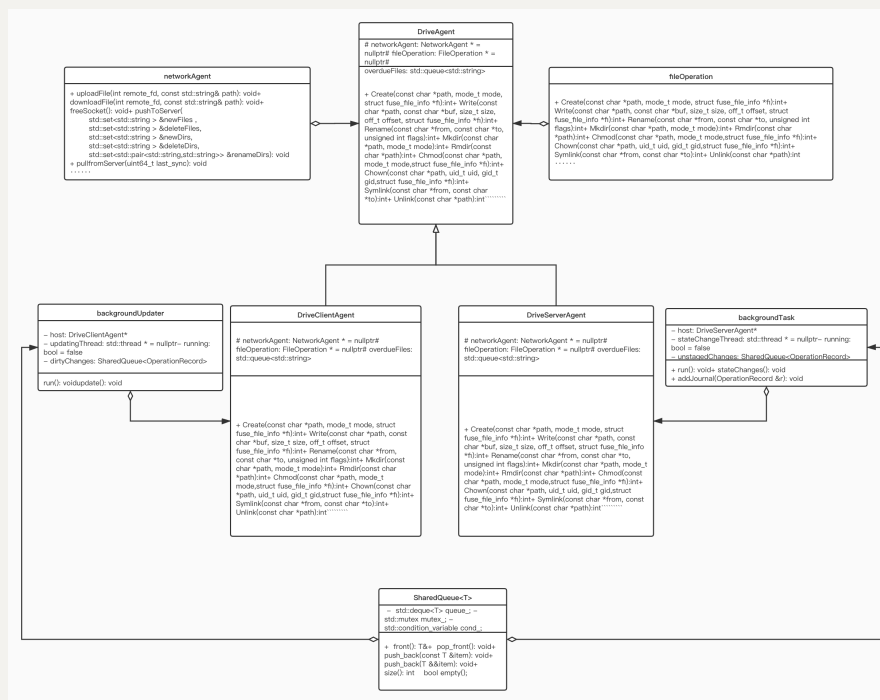 DriveAgent
# networkAgent: NetworkAgent * =
nullptr# fileOperation: FileOperation * =
nullptr#
overdueFiles: std::queue<std::string>
+ Create(const char *path, mode_t mode,
struct fuse_file_info *fi):int+ Write(const
char *path, const char *buf, size_t size,
off_t offset, struct fuse_file_info *fi):int+
Rename(const char *from, const char *to,
unsigned int flags):int+ Mkdir(const char
*path, mode_t mode):int+ Rmdir(const
char *path):int+ Chmod(const char *path,
mode_t mode,struct fuse_file_info *fi):int+
Chown(const char *path, uid_t uid, gid_t
gid,struct fuse_file_info *fi):int+
Symlink(const char *from, const char
*to):int+ Unlink(const char *path):int·········
networkAgent
+ uploadFile(int remote_fd, const std::string& path): void+
downloadFile(int remote_fd, const std::string& path): void+
freeSocket(): void+ pushToServer(
std::set<std::string > &newFiles ,
std::set<std::string > &deleteFiles,
std::set<std::string > &newDirs,
std::set<std::string > &deleteDirs,
std::set<std::pair<std::string,std::string>> &renameDirs): void
+ pullfromServer(uint64_t last_sync): void
······
fileOperation
+ Create(const char *path, mode_t mode, struct fuse_file_info *fi):int+
Write(const char *path, const char *buf, size_t size, off_t offset, struct
fuse_file_info *fi):int+ Rename(const char *from, const char *to, unsigned int
flags):int+ Mkdir(const char *path, mode_t mode):int+ Rmdir(const char
*path):int+ Chmod(const char *path, mode_t mode,struct fuse_file_info *fi):int+
Chown(const char *path, uid_t uid, gid_t gid,struct fuse_file_info *fi):int+
Symlink(const char *from, const char *to):int+ Unlink(const char *path):int
······
backgroundUpdater
– host: DriveClientAgent*
– updatingThread: std::thread * = nullptr– running:
bool = false
– dirtyChanges: SharedQueue<OperationRecord>
run(): voidupdate(): void
DriveClientAgent
# networkAgent: NetworkAgent * = nullptr#
fileOperation: FileOperation * = nullptr# overdueFiles:
std::queue<std::string>
+ Create(const char *path, mode_t mode, struct
fuse_file_info *fi):int+ Write(const char *path, const
char *buf, size_t size, off_t offset, struct
fuse_file_info *fi):int+ Rename(const char *from,
const char *to, unsigned int flags):int+ Mkdir(const
char *path, mode_t mode):int+ Rmdir(const char
*path):int+ Chmod(const char *path, mode_t
mode,struct fuse_file_info *fi):int+ Chown(const char
*path, uid_t uid, gid_t gid,struct fuse_file_info *fi):int+
Symlink(const char *from, const char *to):int+
Unlink(const char *path):int·········
DriveServerAgent
# networkAgent: NetworkAgent * = nullptr#
fileOperation: FileOperation * = nullptr# overdueFiles:
std::queue<std::string>
+ Create(const char *path, mode_t mode, struct
fuse_file_info *fi):int+ Write(const char *path, const
char *buf, size_t size, off_t offset, struct fuse_file_info
*fi):int+ Rename(const char *from, const char *to,
unsigned int flags):int+ Mkdir(const char *path, mode_t
mode):int+ Rmdir(const char *path):int+ Chmod(const
char *path, mode_t mode,struct fuse_file_info *fi):int+
Chown(const char *path, uid_t uid, gid_t gid,struct
fuse_file_info *fi):int+ Symlink(const char *from, const
char *to):int+ Unlink(const char *path):int·········
backgroundTask
– host: DriveServerAgent*
– stateChangeThread: std::thread * = nullptr– running:
bool = false
– unstagedChanges: SharedQueue<OperationRecord>
+ run(): void+ stateChanges(): void
+ addJournal(OperationRecord &r): void
SharedQueue<T>
– std::deque<T> queue_; –
std::mutex mutex_; –
std::condition_variable cond_;
+ front(): T&+ pop_front(): void+
push_back(const T &item): void+
push_back(T &&item): void+
size(): int bool empty();